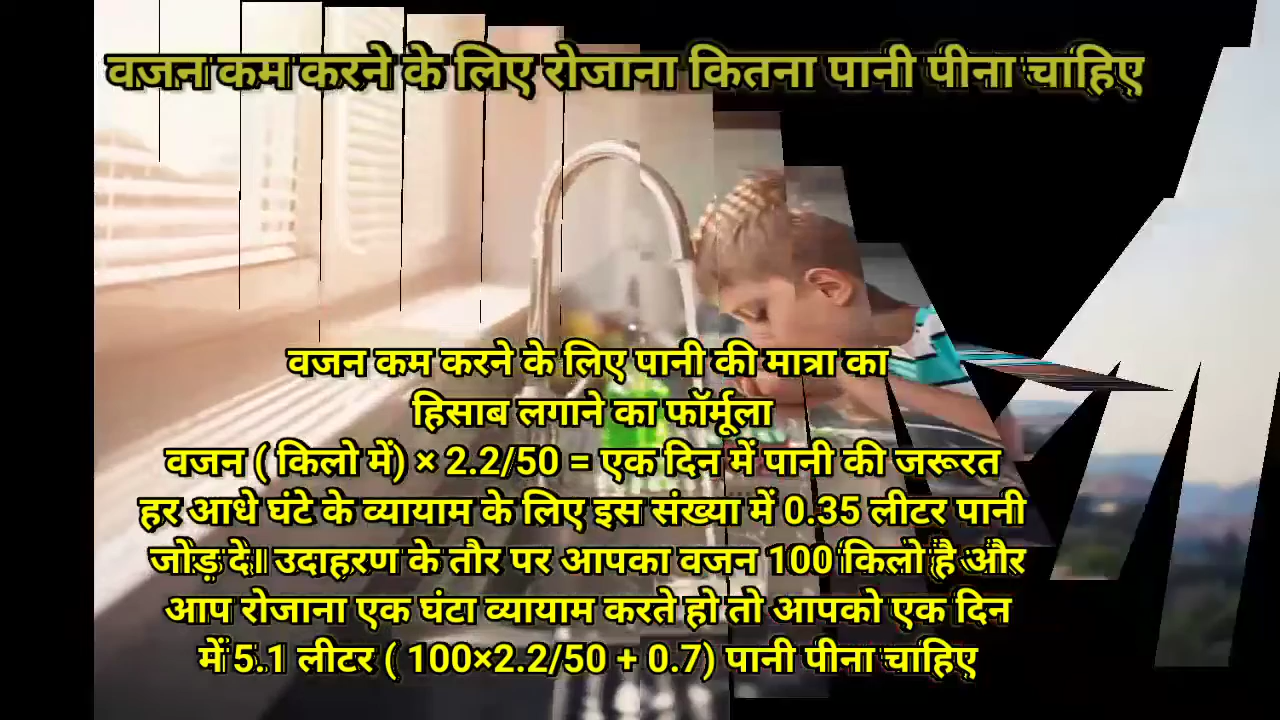 वजन कम करने के लिए रोजाना कितना पानी पीना चाहिए
वजन कम करने के लिए पानी की मात्रा का
हिसाब लगाने का फॉर्मूला
वजन ( किलो में) × 2.2/50 = एक दिन में पानी की जरूरत
हर आधे घंटे के व्यायाम के लिए इस संख्या में 0.35 लीटर पानी
जोड़ दे। उदाहरण के तौर पर आपका वजन 100 किलो है और
आप रोजाना एक घंटा व्यायाम करते हो तो आपको एक दिन
में 5.1 लीटर ( 100×2.2/50 + 0.7) पानी पीना चाहिए